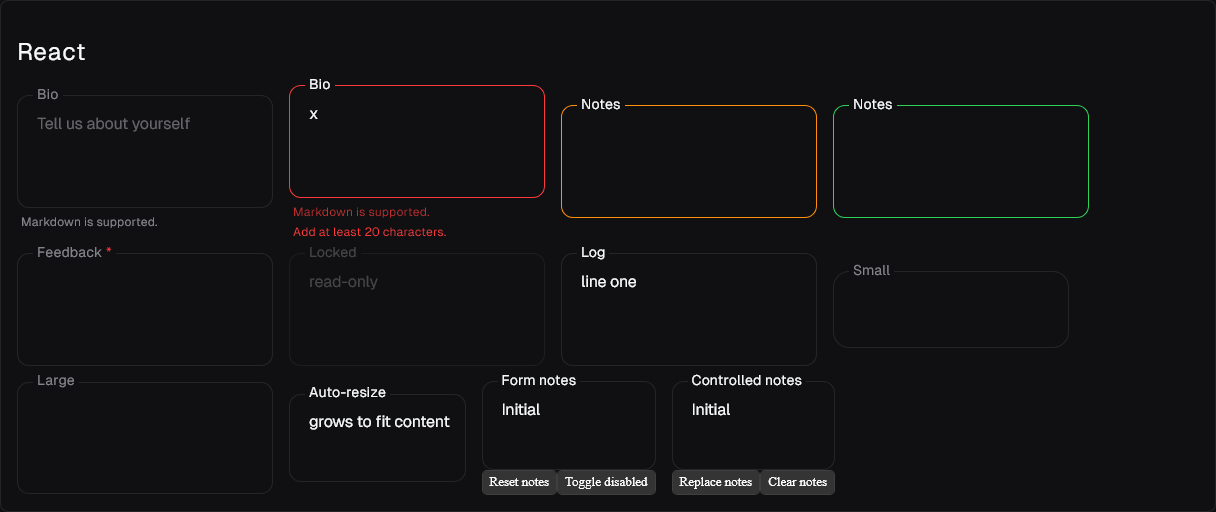 React
Bio
Tell us about yourself
Markdown is supported.
Bio
x
Markdown is supported.
Add at least 20 characters.
Notes
Notes
Feedback *
Locked
read-only
Log
line one
Small
Large
Auto-resize
grows to fit content
Form notes
Initial
Reset notes
Toggle disabled
Controlled notes
Initial
Replace notes
Clear notes